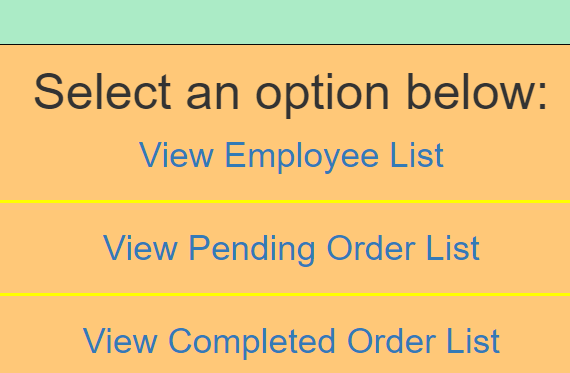 Select an option below:
View Employee List
View Pending Order List
View Completed Order List